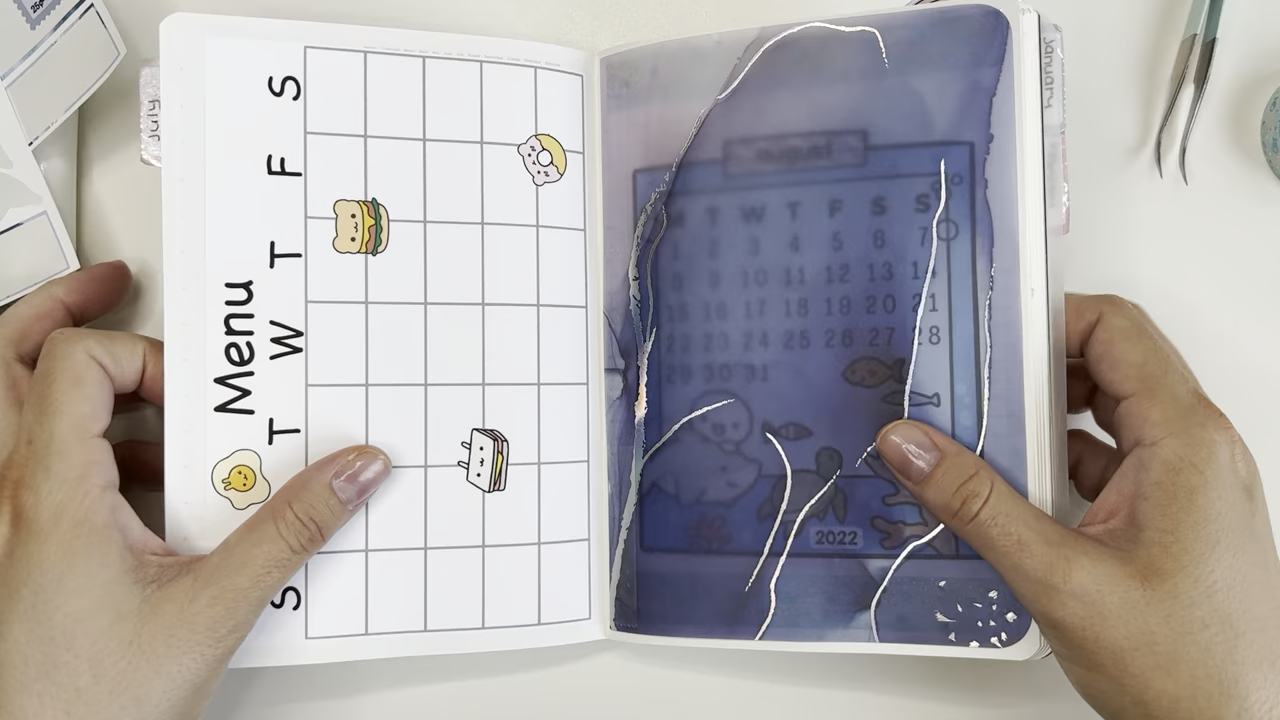 25¢
July
Menu
S T W T F S
august
M T W T F S S
1 2 3 4 5 6 7
8 9 10 11 12 13 14
15 16 17 18 19 20 21
22 23 24 25 26 27 28
29 30 31
2022
January